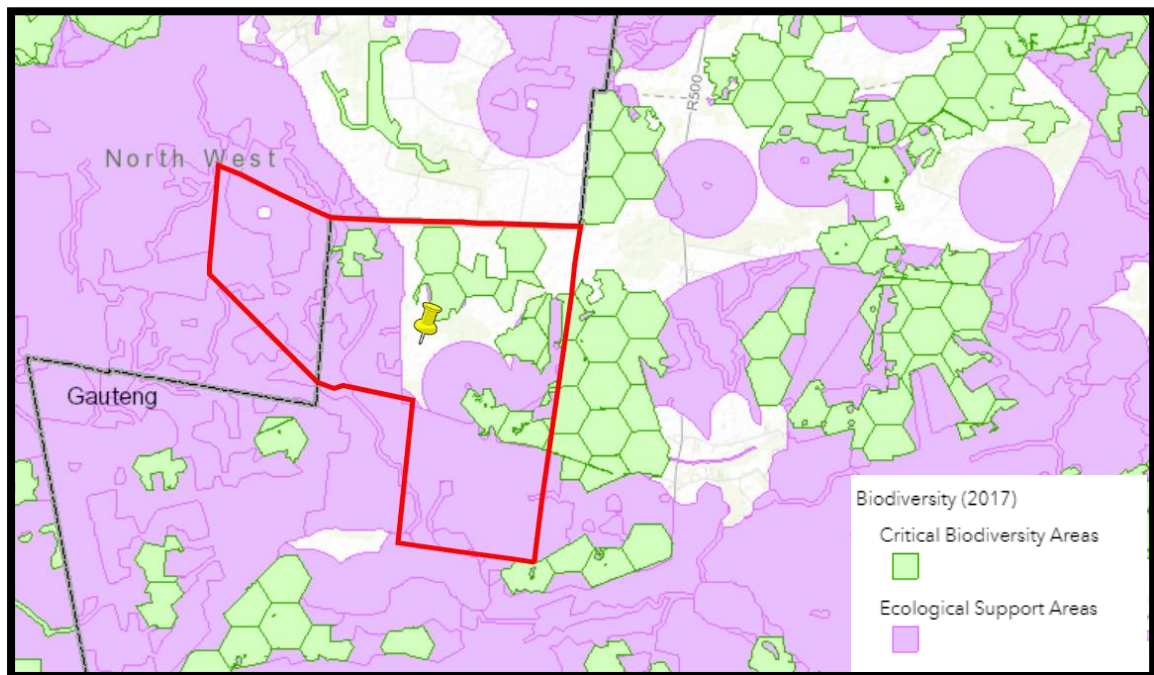 R500
North West
Gauteng
Biodiversity (2017)
Critical Biodiversity Areas
Ecological Support Areas